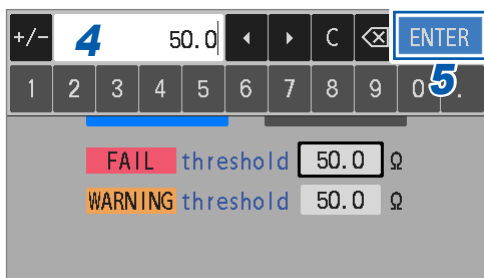 +/- 4 50.0 ◂ ▸ C ⌫ ENTER
1 2 3 4 5 6 7 8 9 0 5 .
FAIL threshold 50.0 Ω
WARNING threshold 50.0 Ω